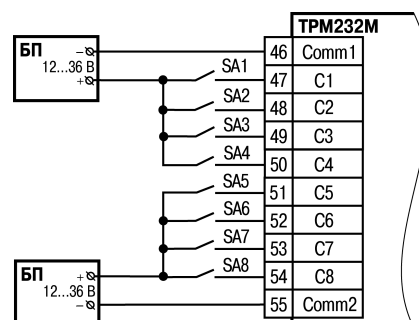 ТРМ232М
БП
12...36 В
–
+
46 Comm1
SA1
47 C1
SA2
48 C2
SA3
49 C3
SA4
50 C4
SA5
51 C5
SA6
52 C6
SA7
53 C7
SA8
54 C8
БП
12...36 В
+
–
55 Comm2